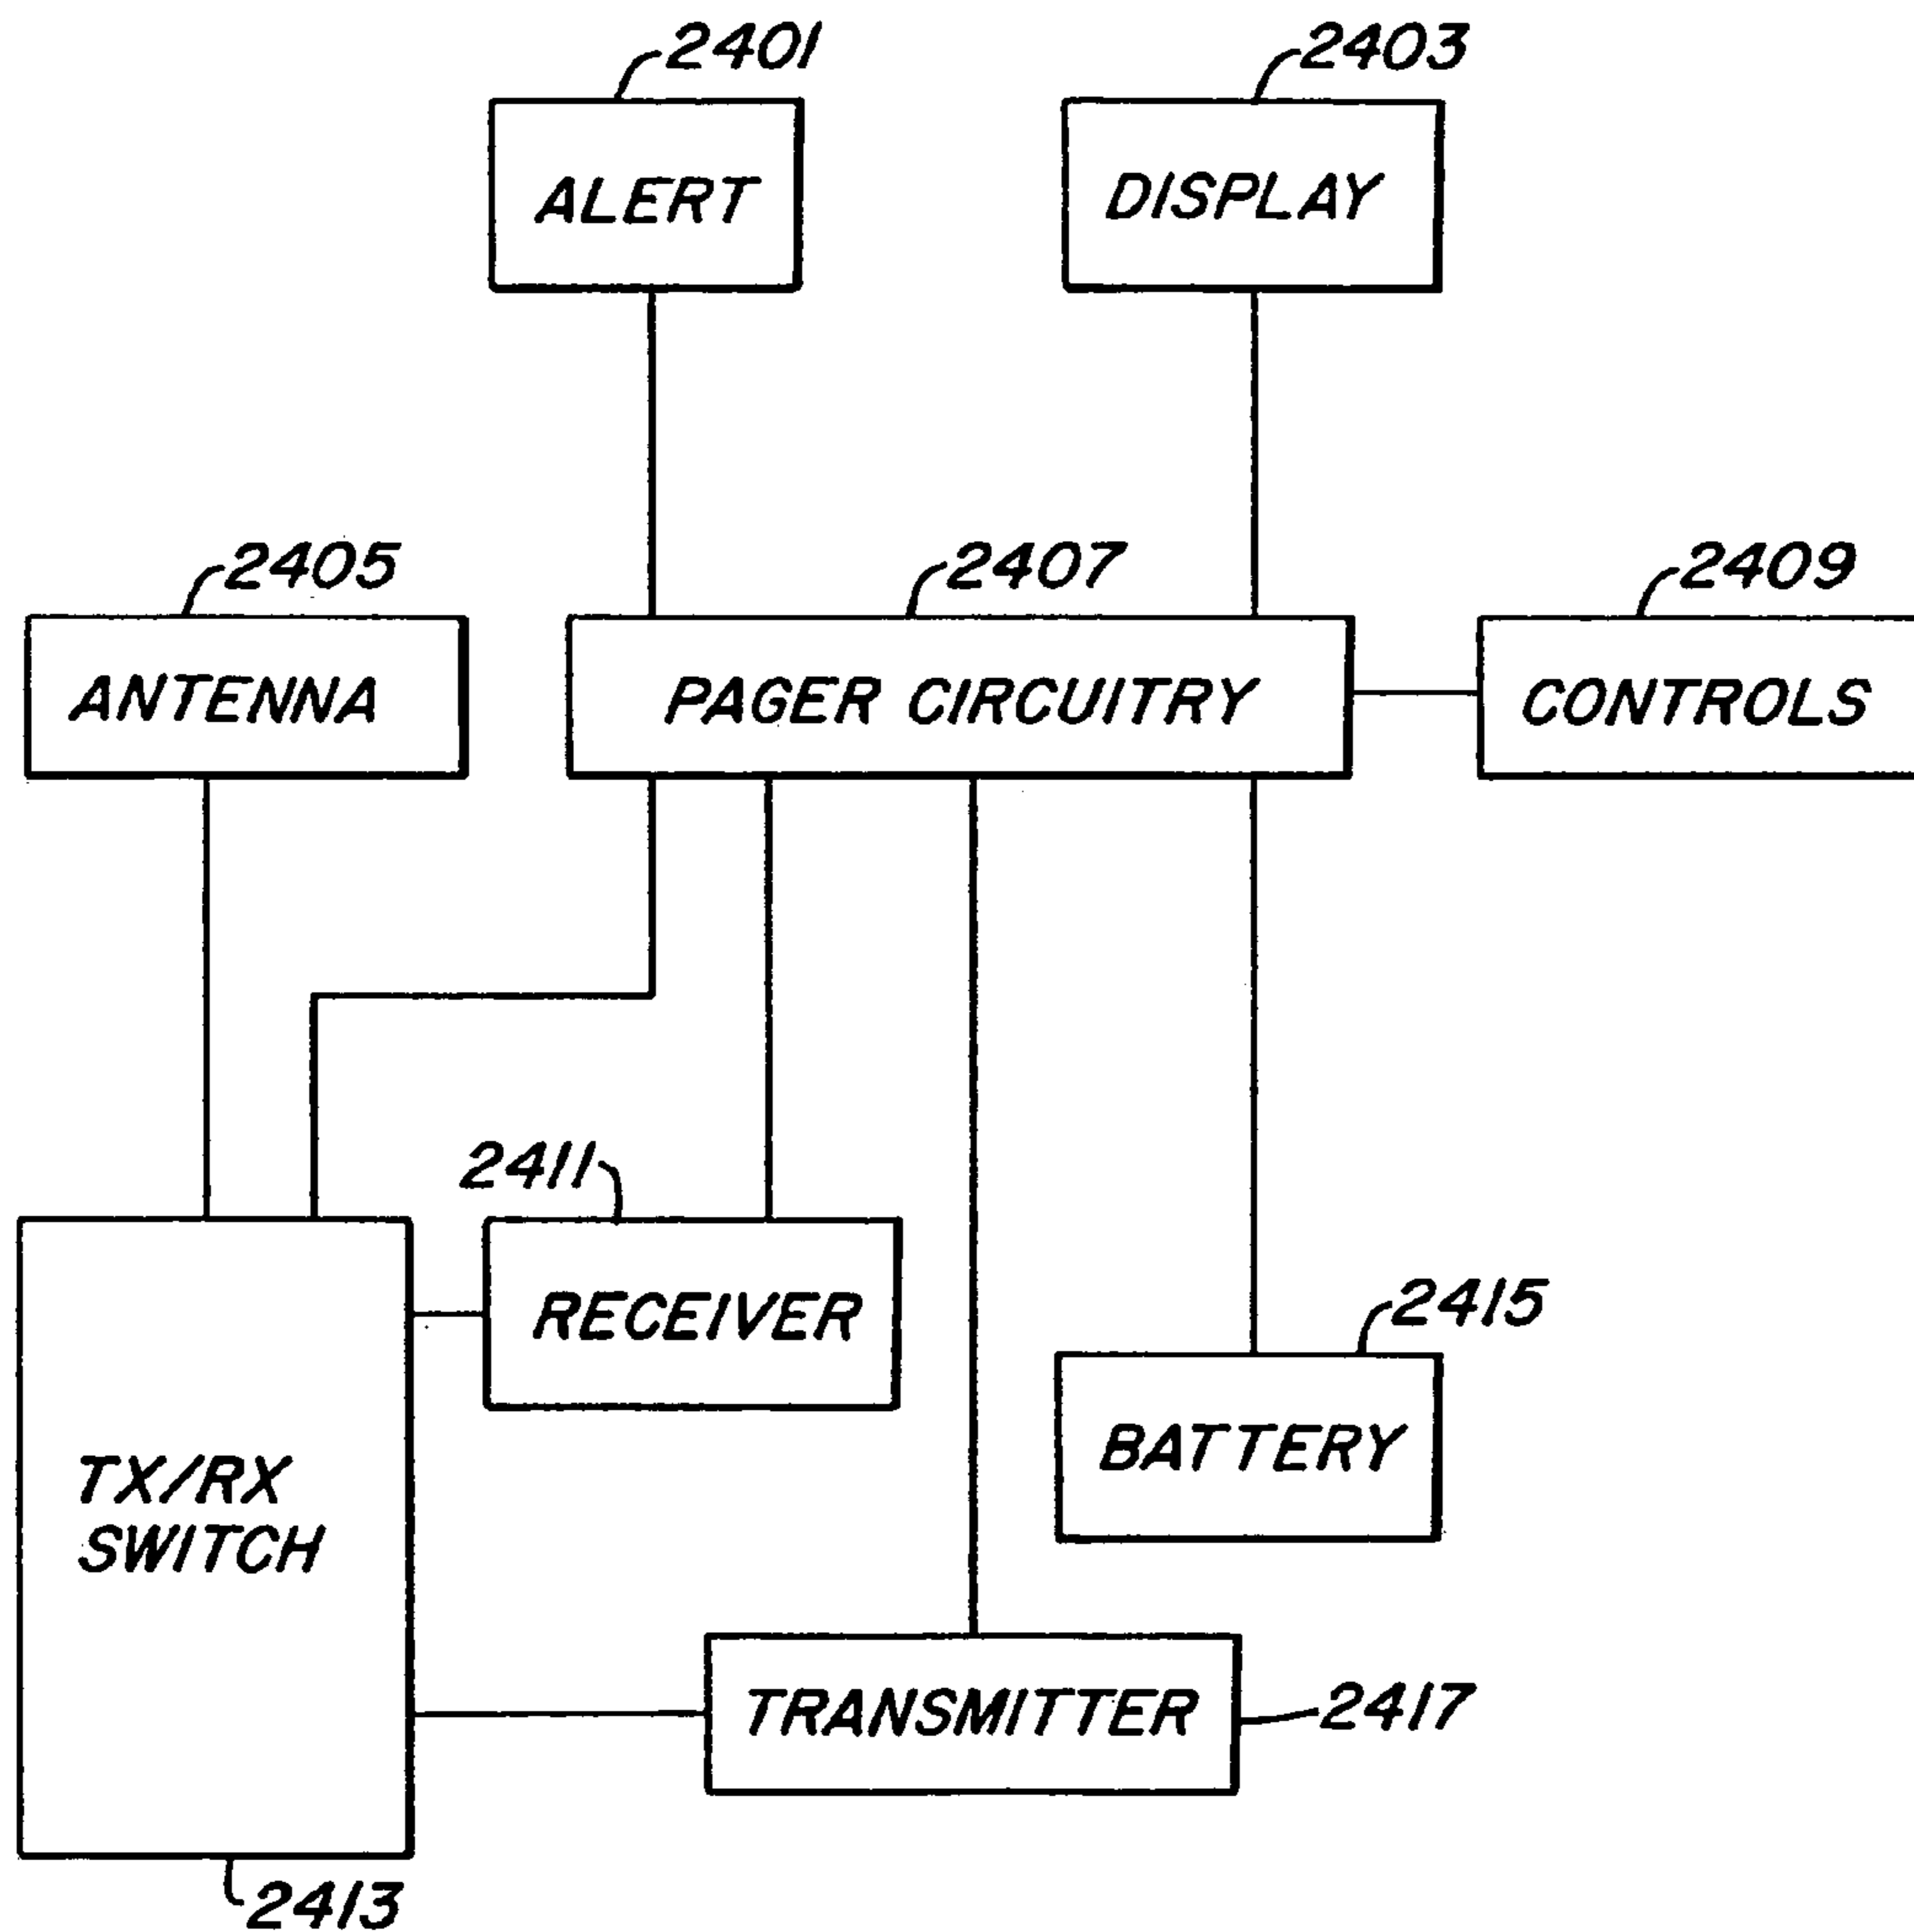 2401
2403
ALERT
DISPLAY
2405
2407
2409
ANTENNA
PAGER CIRCUITRY
CONTROLS
2411
RECEIVER
2415
BATTERY
TX/RX
SWITCH
TRANSMITTER
2417
2413